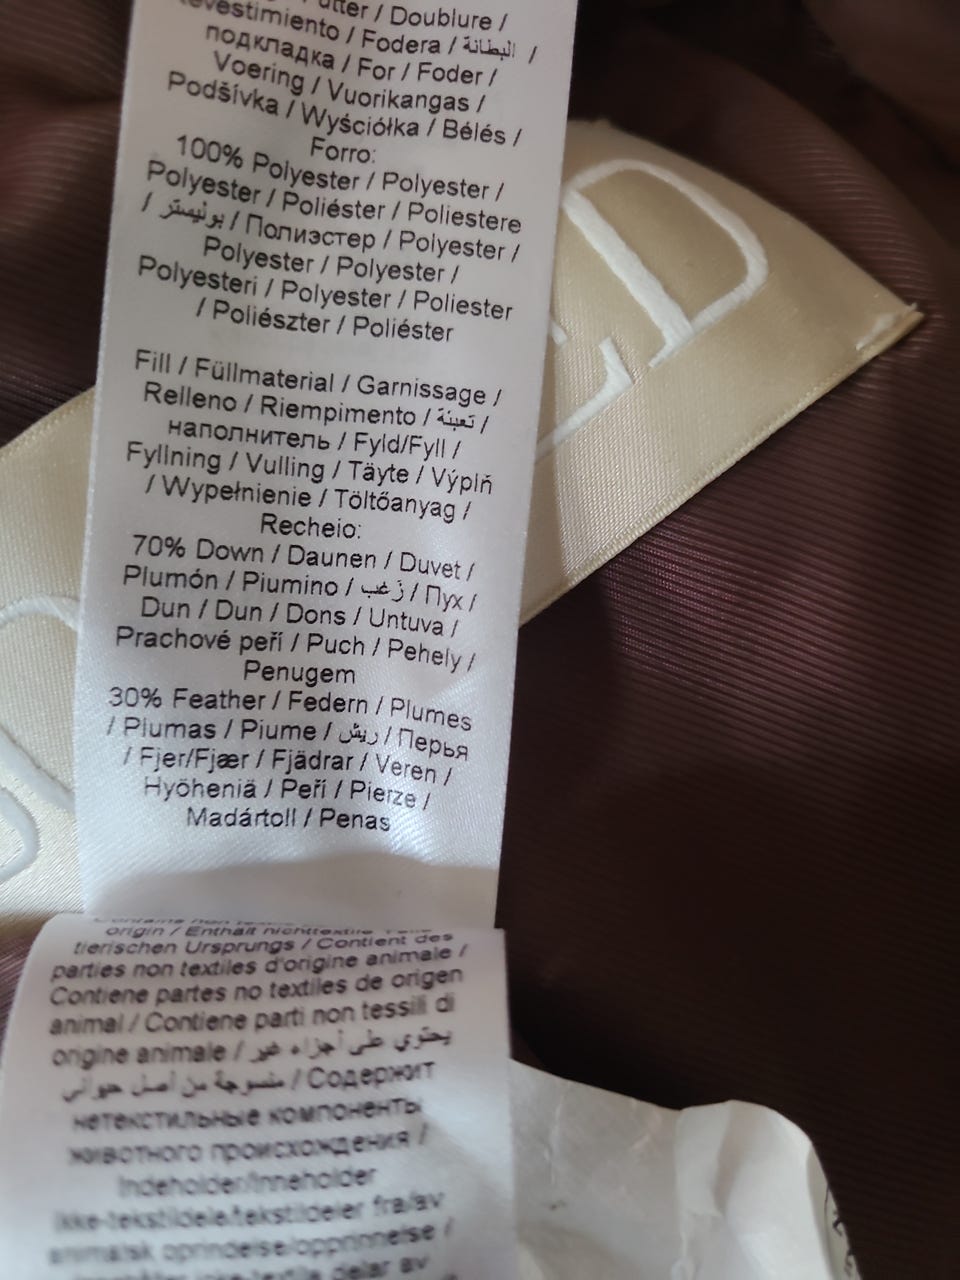 / Doublure /
Fodera / البطانة /
подкладка / For / Foder /
Voering / Vuorikangas /
Podšívka / Wyściółka / Bélés /
Forro:
100% Polyester / Polyester /
Polyester / Poliéster / Poliestere
/ بوليستر / Полиэстер / Polyester /
Polyester / Polyester /
Polyesteri / Polyester / Poliester
/ Poliészter / Poliéster
Fill / Füllmaterial / Garnissage /
Relleno / Riempimento / تعبئة /
наполнитель / Fyld/Fyll /
Fyllning / Vulling / Täyte / Výplň
/ Wypełnienie / Töltőanyag /
Recheio:
70% Down / Daunen / Duvet /
Plumón / Piumino / زغب / Пух /
Dun / Dun / Dons / Untuva /
Prachové peří / Puch / Pehely /
Penugem
30% Feather / Federn / Plumes
/ Plumas / Piume / ريش / Перья
/ Fjer/Fjær / Fjädrar / Veren /
Hyöheniä / Peří / Pierze /
Madártoll / Penas
origin / Enthält nichttextile
tierischen Ursprungs / Contient des
parties non textiles d'origine animale /
Contiene partes no textiles de origen
animal / Contiene parti non tessili di
origine animale / يحتوي على أجزاء غير
منسوجة من أصل حيواني / Содержит
нетекстильные компоненты
животного происхождения /
Indeholder/Inneholder
ikke-tekstildele/tekstildeler fra/av
animalsk oprindelse/opprinnelse /
delar av
ED